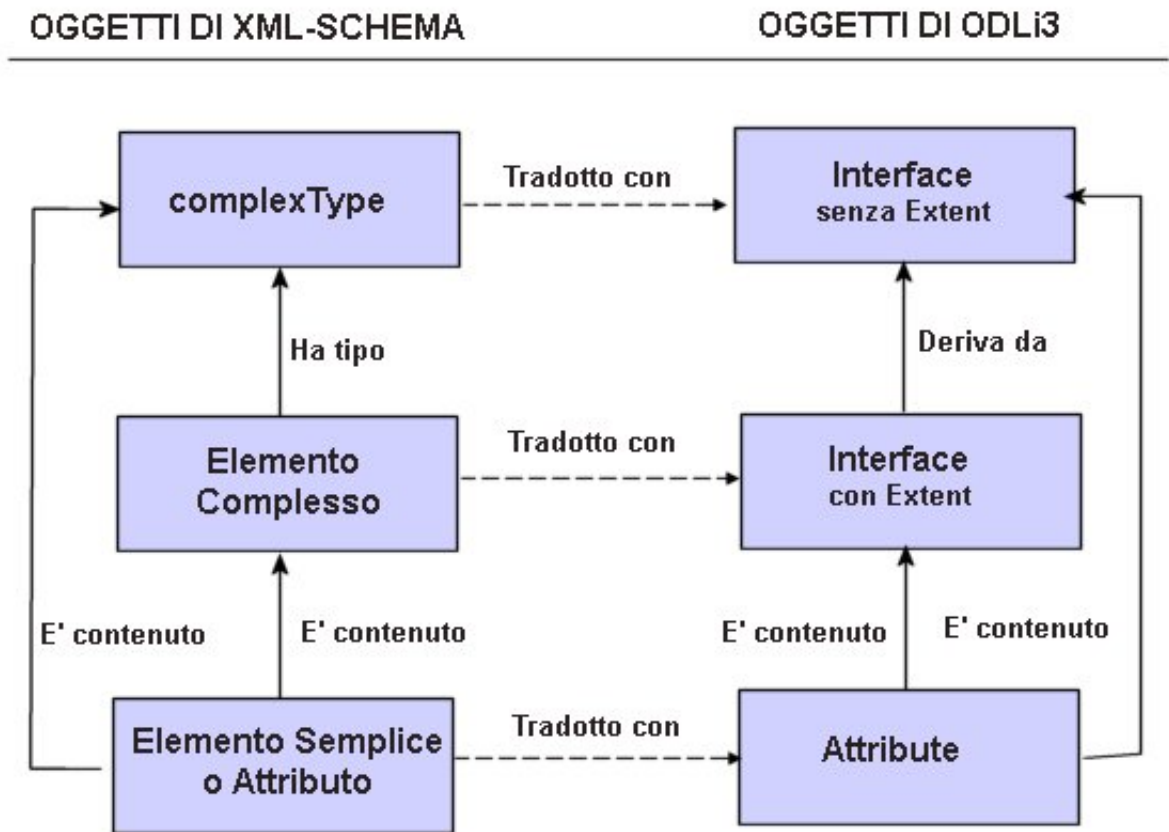 OGGETTI DI XML-SCHEMA
OGGETTI DI ODLi3
complexType
Tradotto con
Interface
senza Extent
Ha tipo
Deriva da
Elemento
Complesso
Tradotto con
Interface
con Extent
E' contenuto
E' contenuto
E' contenuto
E' contenuto
Elemento Semplice
o Attributo
Tradotto con
Attribute